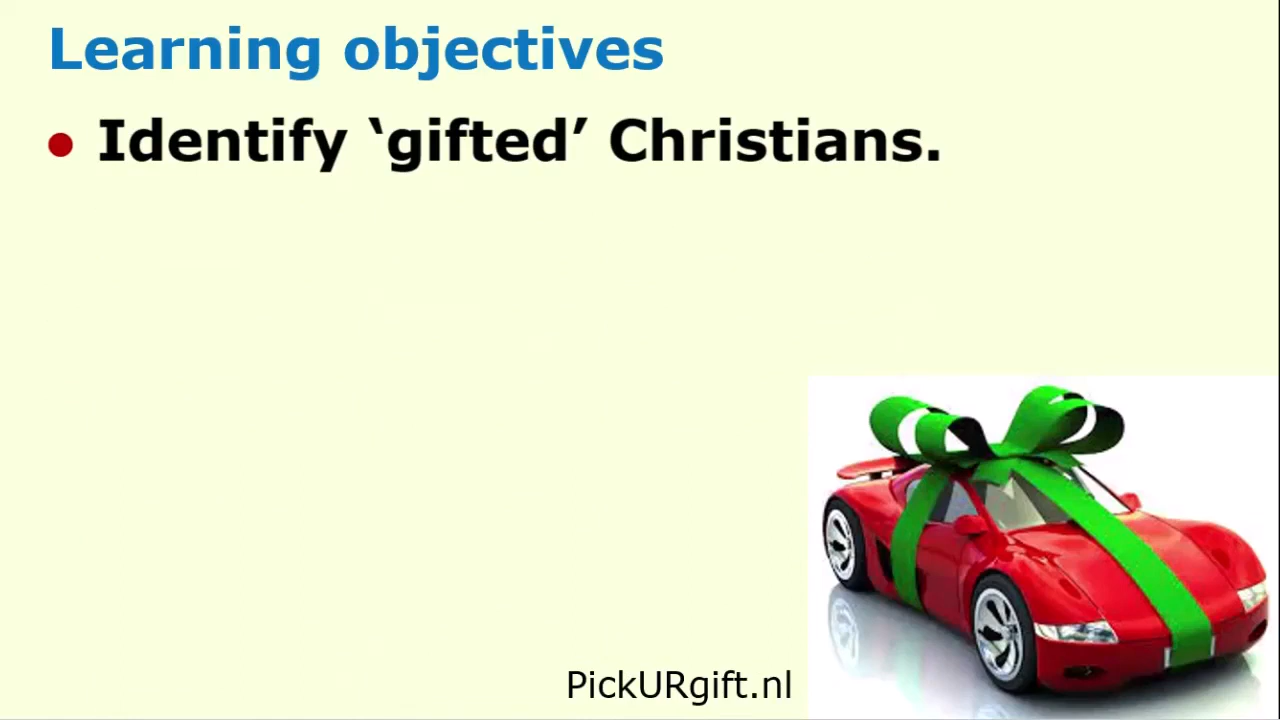 Learning objectives
● Identify ‘gifted’ Christians.
PickURgift.nl